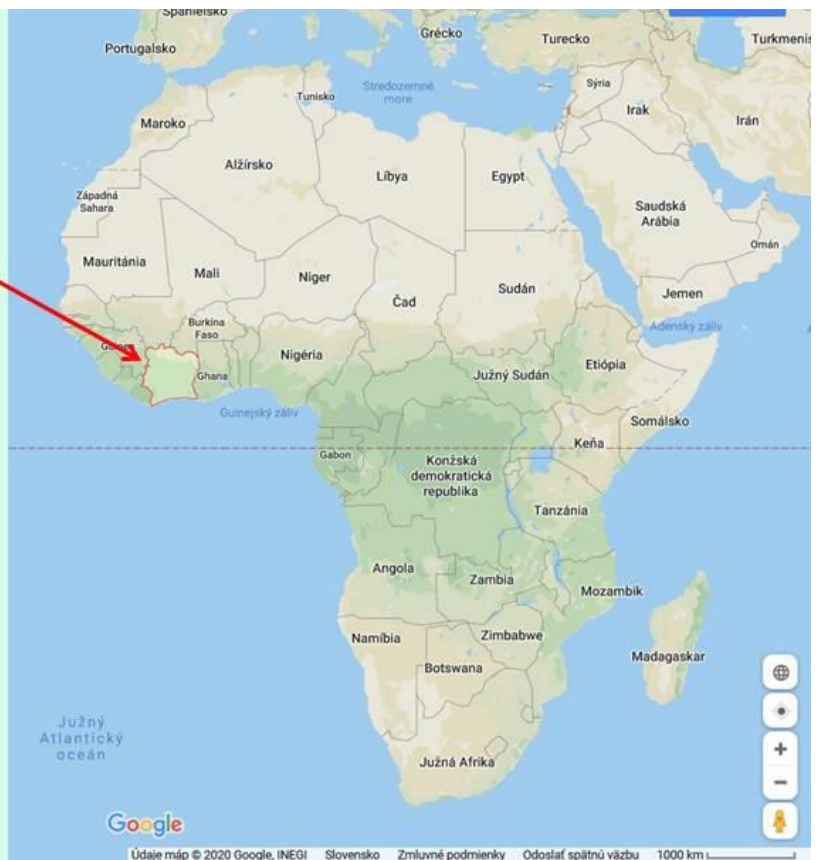 Spanielsko
Portugalsko
Grécko
Turecko
Stredozemné
more
Tunisko
Sýria
Irak
Irán
Maroko
Alžírsko
Líbya
Egypt
Západná
Sahara
Saudská
Arábia
Omán
Mauritánia
Mali
Niger
Čad
Sudán
Jemen
Adenský záliv
Burkina
Faso
Nigéria
Ghana
Južný Sudán
Etiópia
Guinejský záliv
Somálsko
Keňa
Gabon
Konžská
demokratická
republika
Tanzánia
Angola
Zambia
Mozambik
Namíbia
Zimbabwe
Botswana
Madagaskar
Južný
Atlantický
oceán
Južná Afrika
Google
Údaje máp © 2020 Google, INEGI Slovensko Zmluvné podmienky Odoslať spätnú väzbu 1000 km